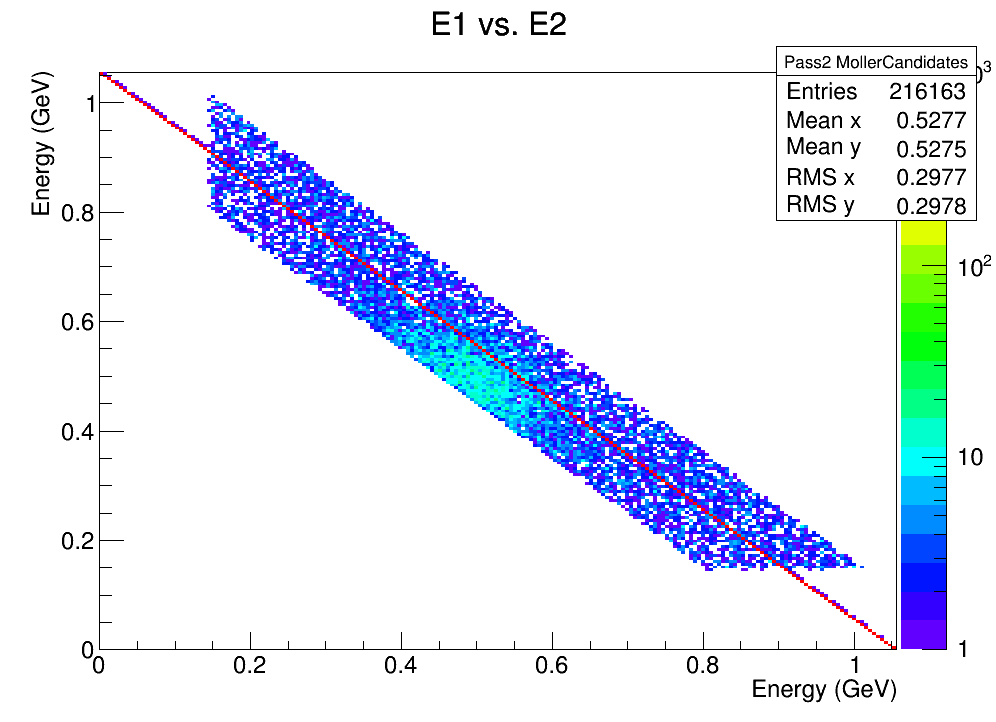 E1 vs. E2
Energy (GeV)
Pass2 MollerCandidates
Entries 216163
Mean x 0.5277
Mean y 0.5275
RMS x 0.2977
RMS y 0.2978
1
0.8
0.6
0.4
0.2
0
0 0.2 0.4 0.6 0.8 1
Energy (GeV)
10²
10
1